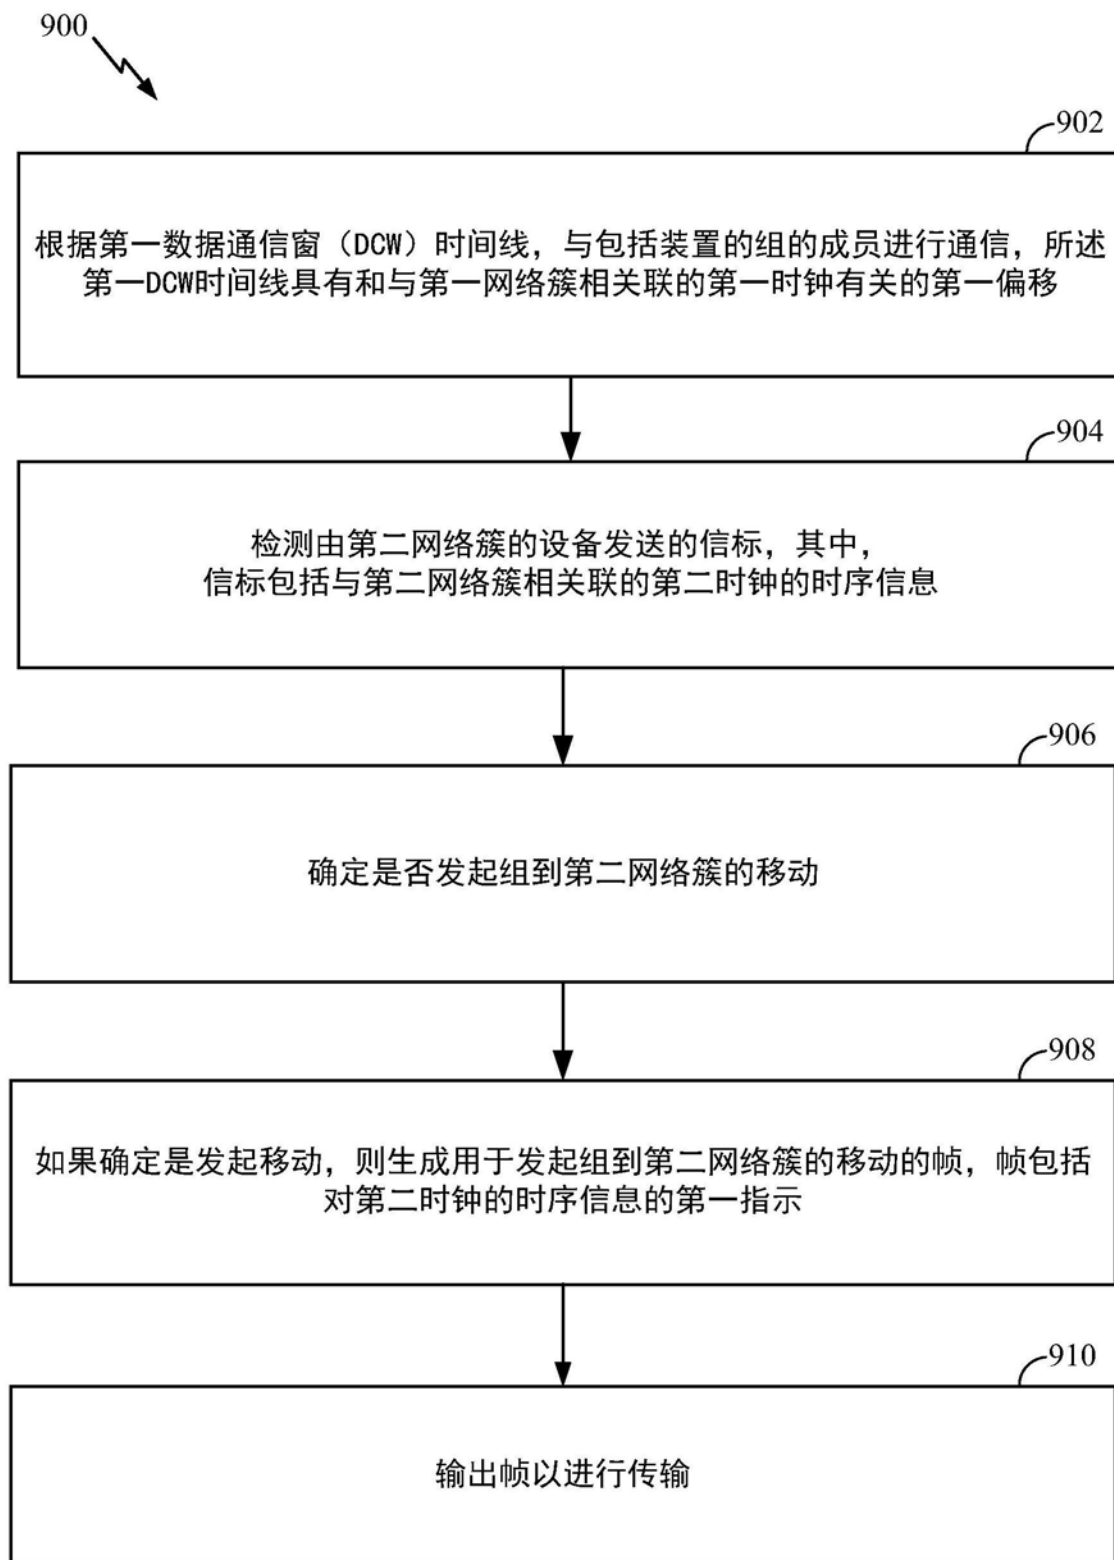 900
902
根据第一数据通信窗（DCW）时间线，与包括装置的组的成员进行通信，所述
第一DCW时间线具有和与第一网络簇相关联的第一时钟有关的第一偏移
904
检测由第二网络簇的设备发送的信标，其中，
信标包括与第二网络簇相关联的第二时钟的时序信息
906
确定是否发起组到第二网络簇的移动
908
如果确定是发起移动，则生成用于发起组到第二网络簇的移动的帧，帧包括
对第二时钟的时序信息的第一指示
910
输出帧以进行传输